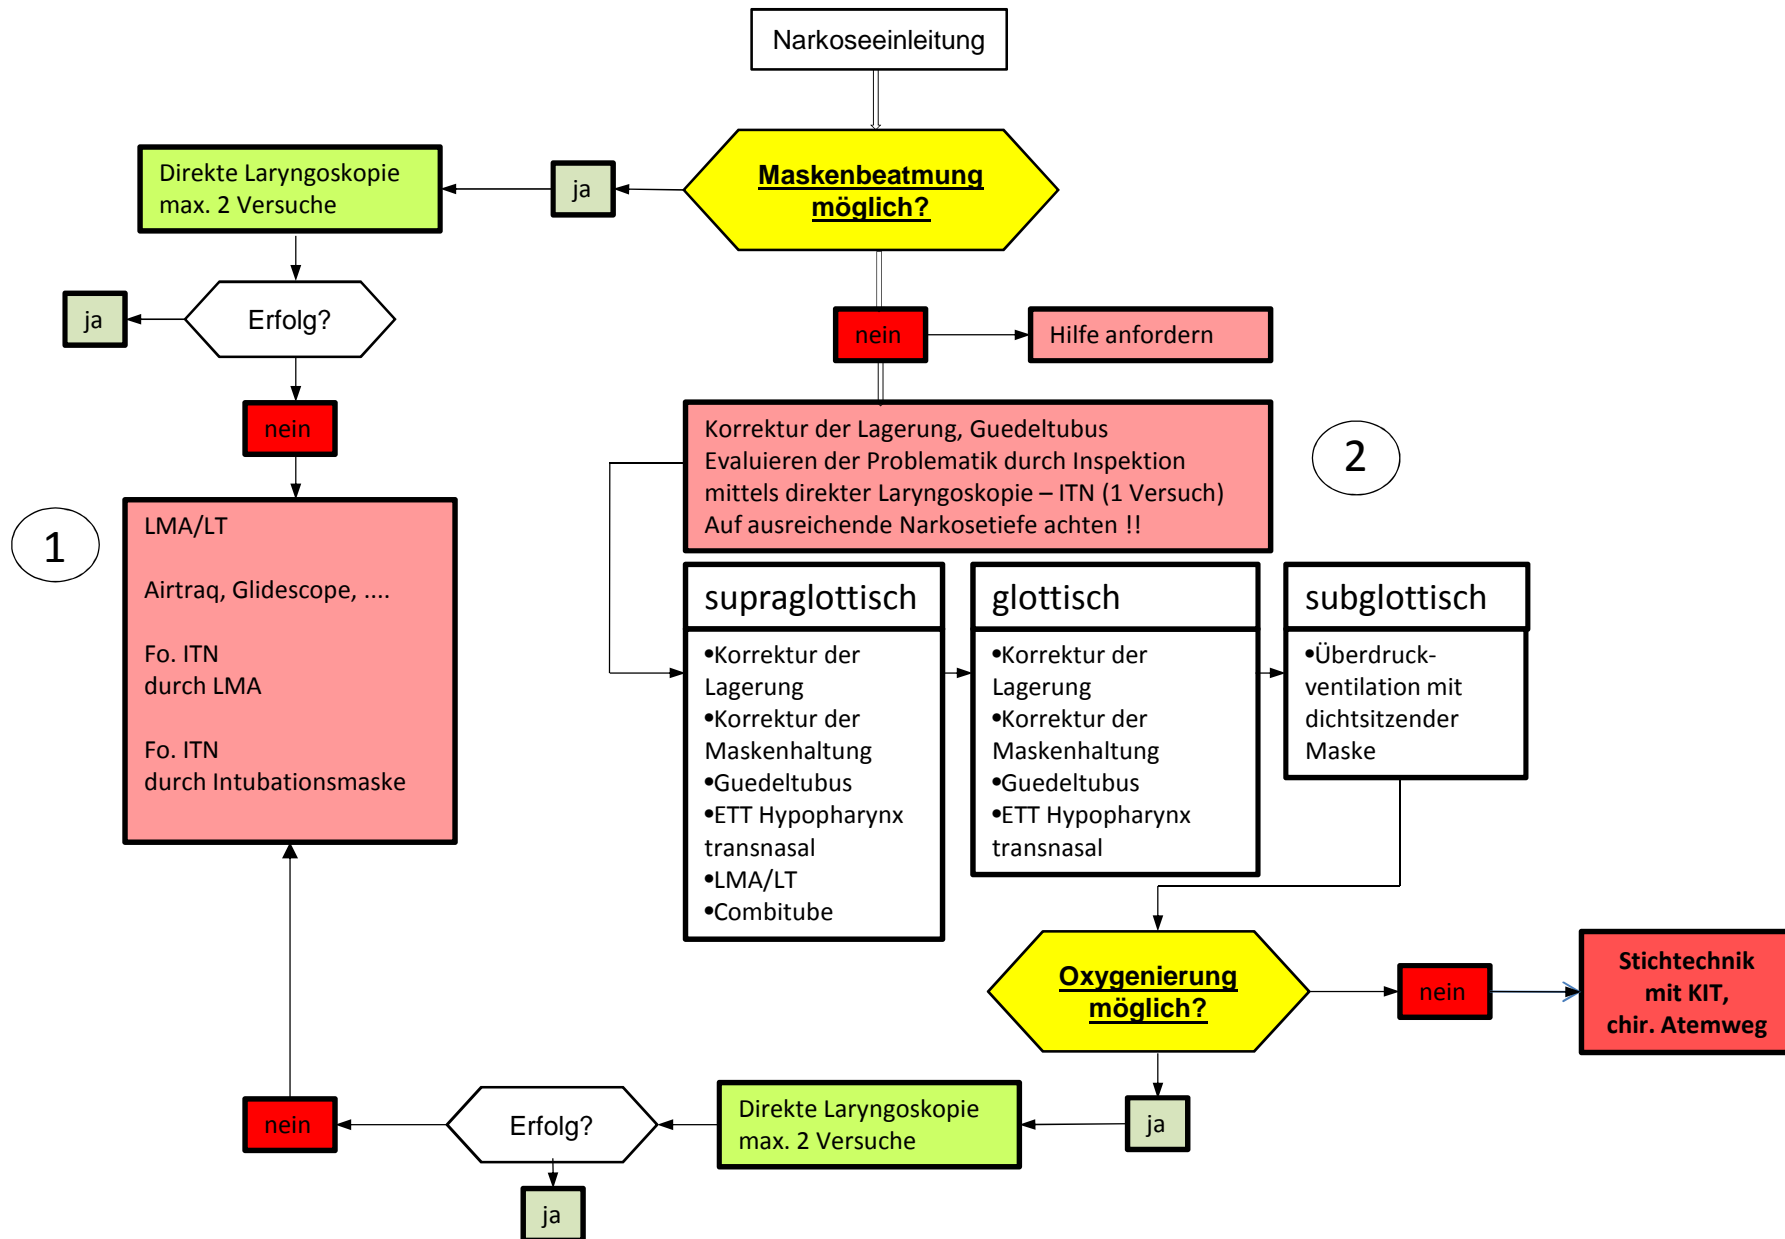 Narkoseeinleitung
Maskenbeatmung
möglich?
ja
Direkte Laryngoskopie
max. 2 Versuche
Erfolg?
ja
nein
nein
Hilfe anfordern
1
LMA/LT
Airtraq, Glidescope, ....
Fo. ITN
durch LMA
Fo. ITN
durch Intubationsmaske
Korrektur der Lagerung, Guedeltubus
Evaluieren der Problematik durch Inspektion
mittels direkter Laryngoskopie – ITN (1 Versuch)
Auf ausreichende Narkosetiefe achten !!
2
supraglottisch
•Korrektur der
Lagerung
•Korrektur der
Maskenhaltung
•Guedeltubus
•ETT Hypopharynx
transnasal
•LMA/LT
•Combitube
glottisch
•Korrektur der
Lagerung
•Korrektur der
Maskenhaltung
•Guedeltubus
•ETT Hypopharynx
transnasal
subglottisch
•Überdruck-
ventilation mit
dichtsitzender
Maske
Oxygenierung
möglich?
nein
Stichtechnik
mit KIT,
chir. Atemweg
ja
Direkte Laryngoskopie
max. 2 Versuche
Erfolg?
nein
ja